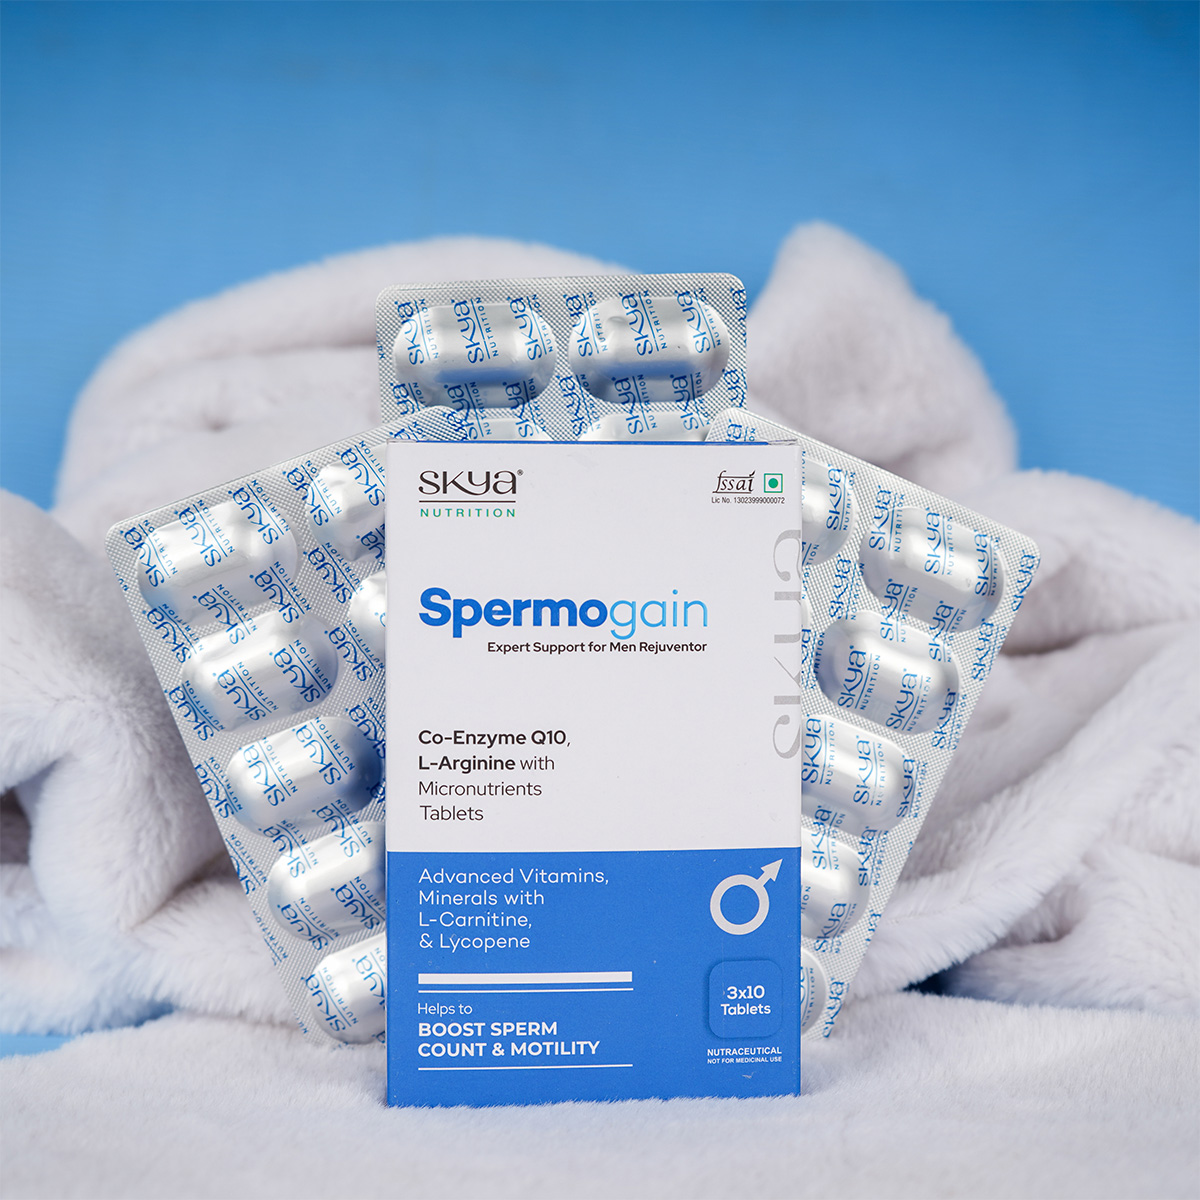 SKYA®
NUTRITION
fssai
Lic No. 13023999000072
Spermogain
Expert Support for Men Rejuventor
SKYA
Co-Enzyme Q10,
L-Arginine with
Micronutrients
Tablets
Advanced Vitamins,
Minerals with
L-Carnitine,
& Lycopene
Helps to
BOOST SPERM
COUNT & MOTILITY
3x10
Tablets
NUTRACEUTICAL
NOT FOR MEDICINAL USE